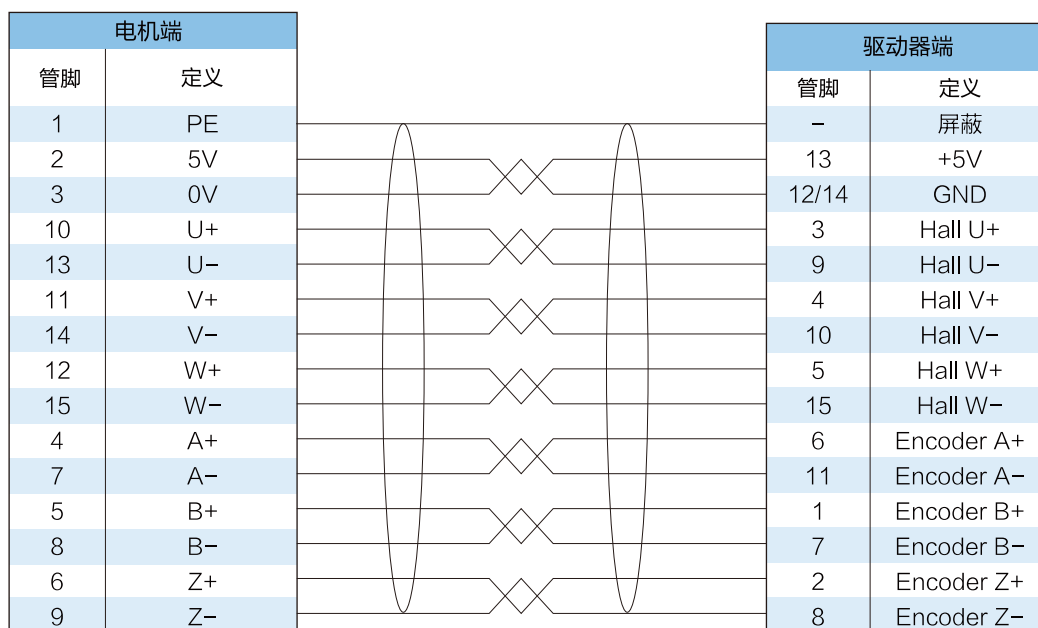 电机端
管脚 定义
1 PE
2 5V
3 0V
10 U+
13 U-
11 V+
14 V-
12 W+
15 W-
4 A+
7 A-
5 B+
8 B-
6 Z+
9 Z-
驱动器端
管脚 定义
- 屏蔽
13 +5V
12/14 GND
3 Hall U+
9 Hall U-
4 Hall V+
10 Hall V-
5 Hall W+
15 Hall W-
6 Encoder A+
11 Encoder A-
1 Encoder B+
7 Encoder B-
2 Encoder Z+
8 Encoder Z-